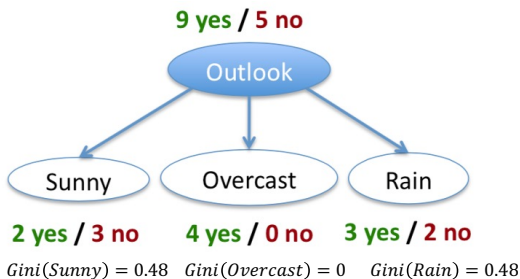 9 yes / 5 no
Outlook
Sunny Overcast Rain
2 yes / 3 no 4 yes / 0 no 3 yes / 2 no
Gini(Sunny) = 0.48 Gini(Overcast) = 0 Gini(Rain) = 0.48